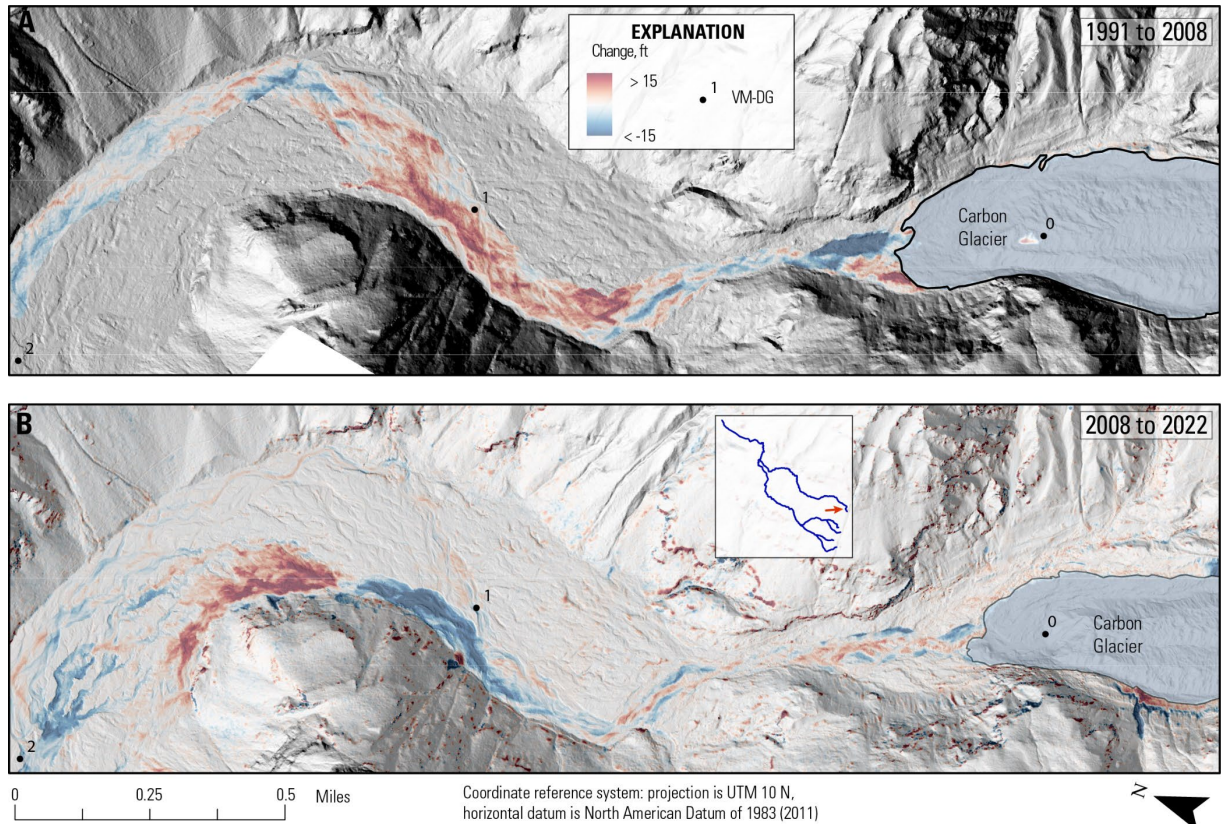 A
EXPLANATION
Change, ft
> 15
< -15
1 VM-DG
1991 to 2008
1
Carbon
Glacier
0
2
B
2008 to 2022
1
0
Carbon
Glacier
2
0 0.25 0.5 Miles
Coordinate reference system: projection is UTM 10 N,
horizontal datum is North American Datum of 1983 (2011)
N